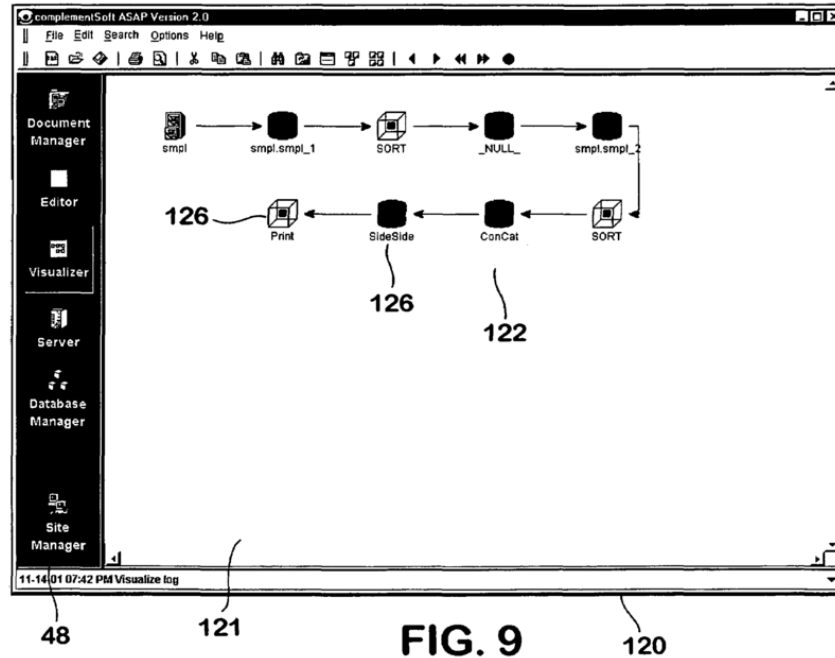 complementSoft ASAP Version 2.0
File Edit Search Options Help
Document
Manager
Editor
Visualizer
Server
Database
Manager
Site
Manager
smpl
smpl.smpl_1
SORT
_NULL_
smpl.smpl_2
126
Print
SideSide
ConCat
SORT
126
122
11-14-01 07:42 PM Visualize log
48
121
FIG. 9
120